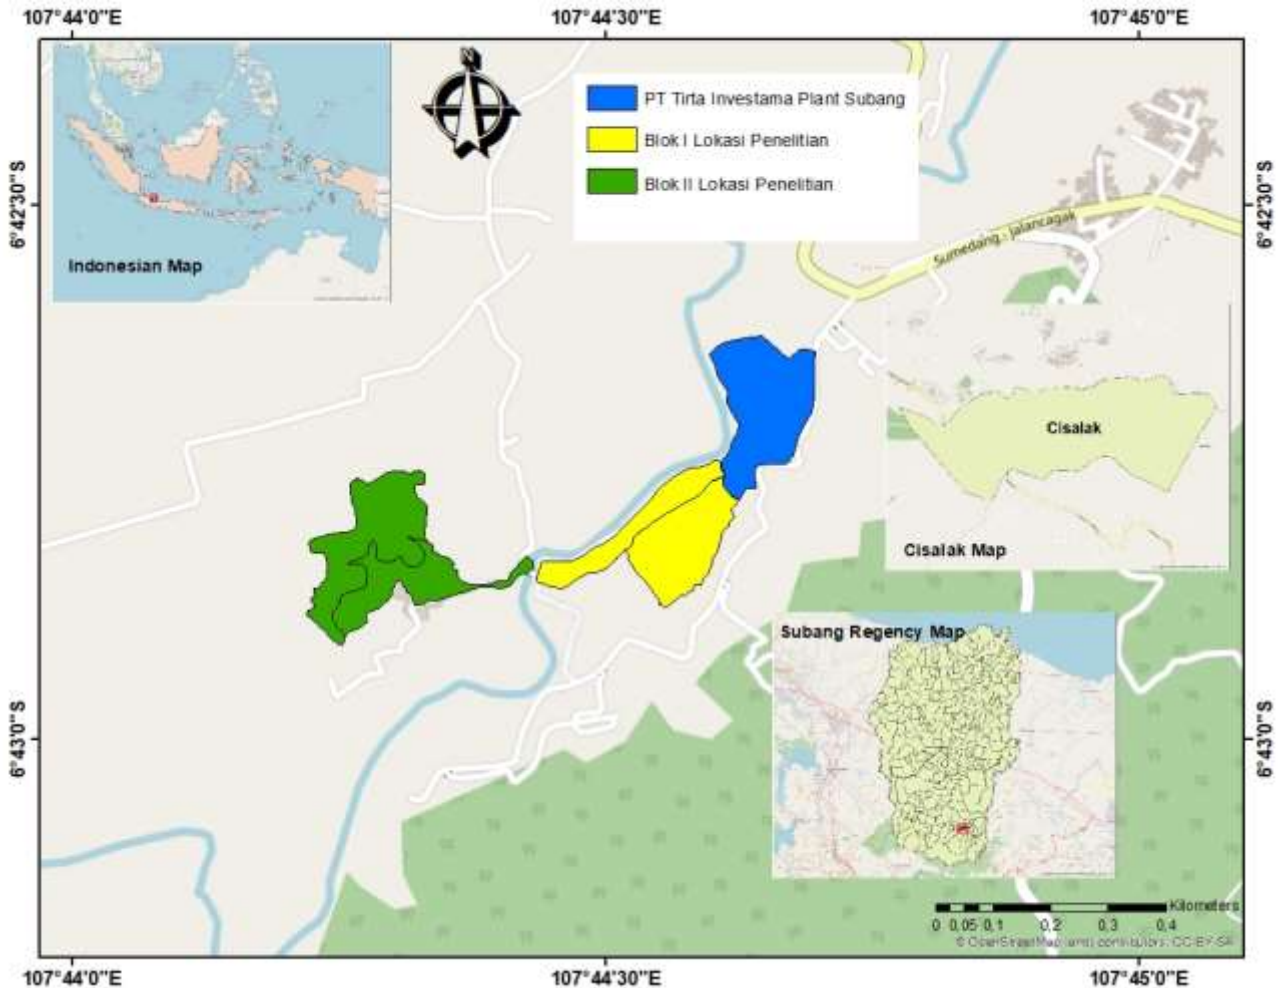 107°44'0"E 107°44'30"E 107°45'0"E
N
PT Tirta Investama Plant Subang
Blok I Lokasi Penelitian
Blok II Lokasi Penelitian
6°42'30"S 6°42'30"S
Indonesian Map
Sumedang - Jalancagak
Cisalak
Cisalak Map
Subang Regency Map
6°43'0"S 6°43'0"S
Kilometers
0 0,05 0,1 0,2 0,3 0,4
© OpenStreetMap (and) contributors, CC-BY-SA
107°44'0"E 107°44'30"E 107°45'0"E